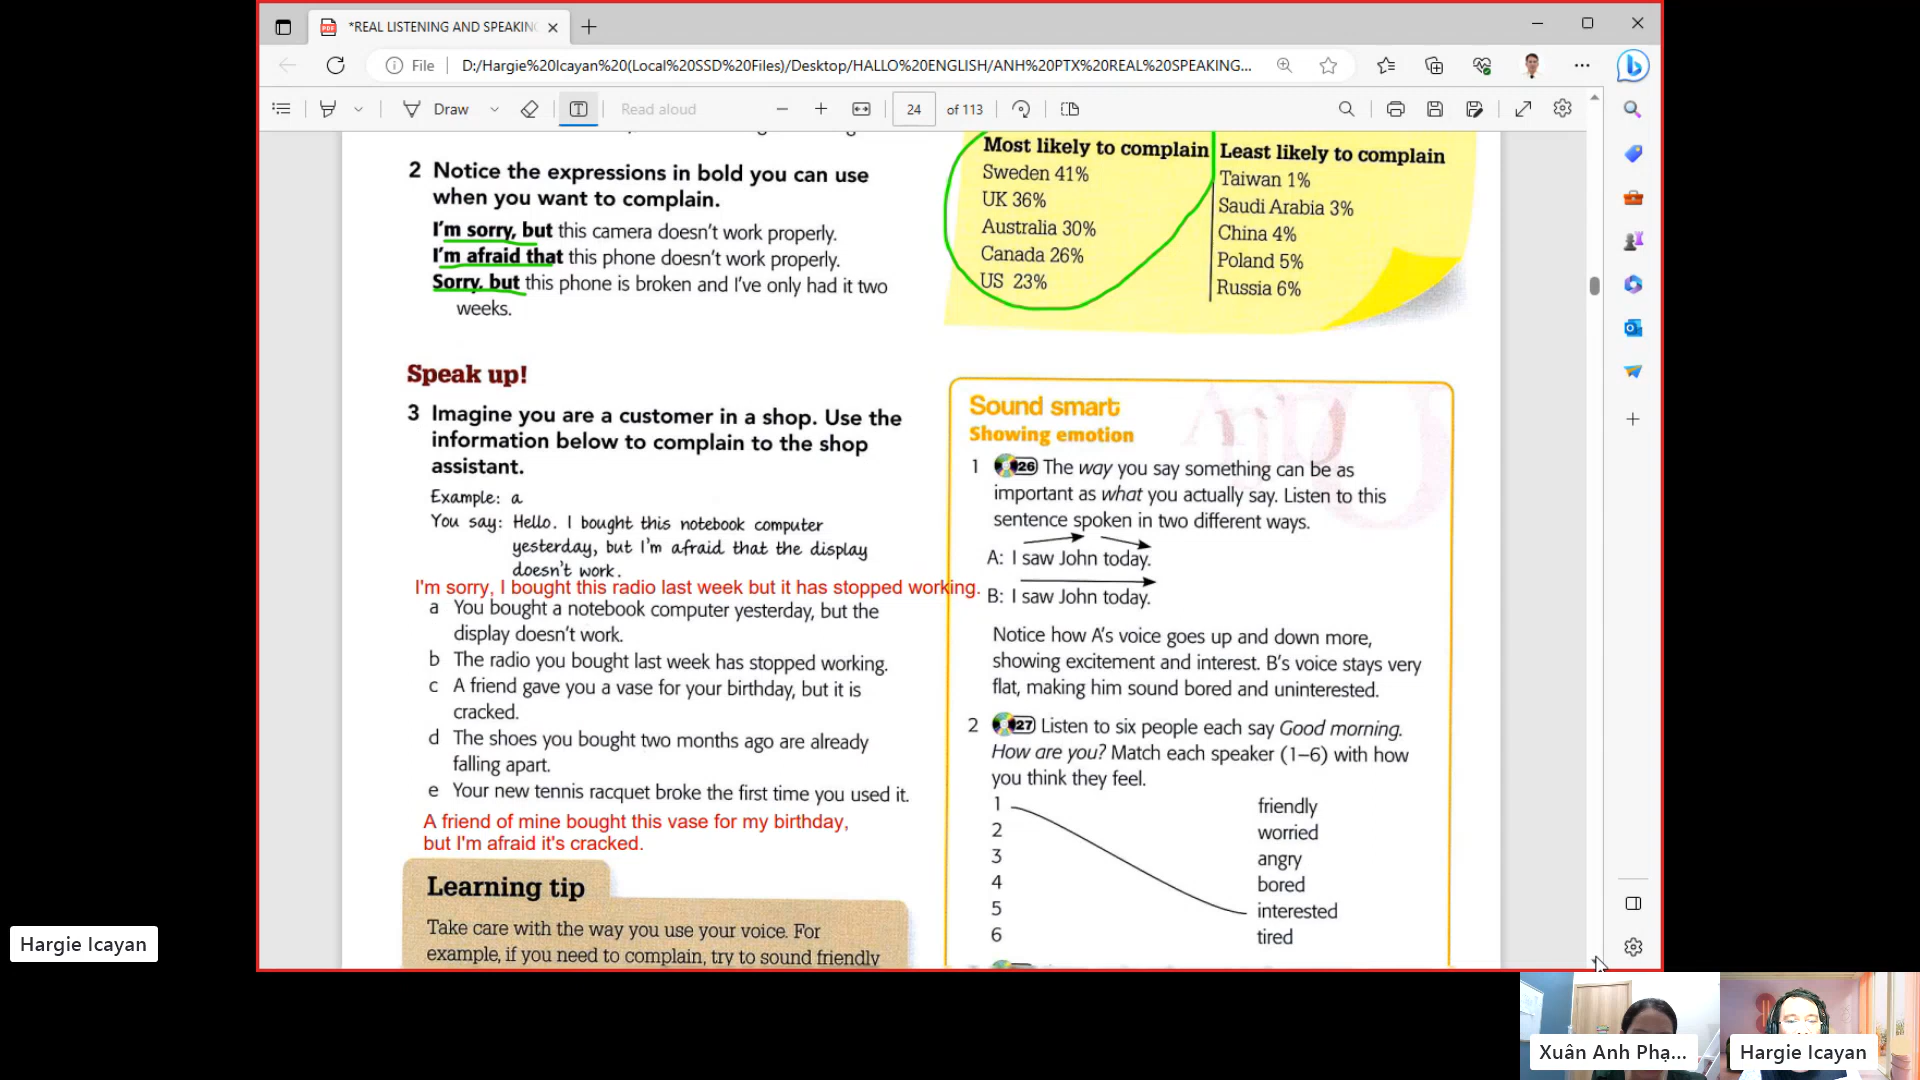 *REAL LISTENING AND SPEAKIN
File
D:/Hargie%20Icayan%20(Local%20SSD%20Files)/Desktop/HALLO%20ENGLISH/ANH%20PTX%20REAL%20SPEAKING...
Draw
Read aloud
24 of 113
2 Notice the expressions in bold you can use
when you want to complain.
I'm sorry, but this camera doesn't work properly.
I'm afraid that this phone doesn't work properly.
Sorry, but this phone is broken and I've only had it two
weeks.
Speak up!
3 Imagine you are a customer in a shop. Use the
information below to complain to the shop
assistant.
Example: a
You say: Hello. I bought this notebook computer
yesterday, but I'm afraid that the display
doesn't work.
I'm sorry, I bought this radio last week but it has stopped working.
a You bought a notebook computer yesterday, but the
display doesn't work.
b The radio you bought last week has stopped working.
c A friend gave you a vase for your birthday, but it is
cracked.
d The shoes you bought two months ago are already
falling apart.
e Your new tennis racquet broke the first time you used it.
A friend of mine bought this vase for my birthday,
but I'm afraid it's cracked.
Learning tip
Take care with the way you use your voice. For
example, if you need to complain, try to sound friendly
Most likely to complain
Sweden 41%
UK 36%
Australia 30%
Canada 26%
US 23%
Least likely to complain
Taiwan 1%
Saudi Arabia 3%
China 4%
Poland 5%
Russia 6%
Sound smart
Showing emotion
1 26 The way you say something can be as
important as what you actually say. Listen to this
sentence spoken in two different ways.
A: I saw John today.
B: I saw John today.
Notice how A's voice goes up and down more,
showing excitement and interest. B's voice stays very
flat, making him sound bored and uninterested.
2 27 Listen to six people each say Good morning.
How are you? Match each speaker (1–6) with how
you think they feel.
1 friendly
2 worried
3 angry
4 bored
5 interested
6 tired
Hargie Icayan
Xuân Anh Phạ...
Hargie Icayan